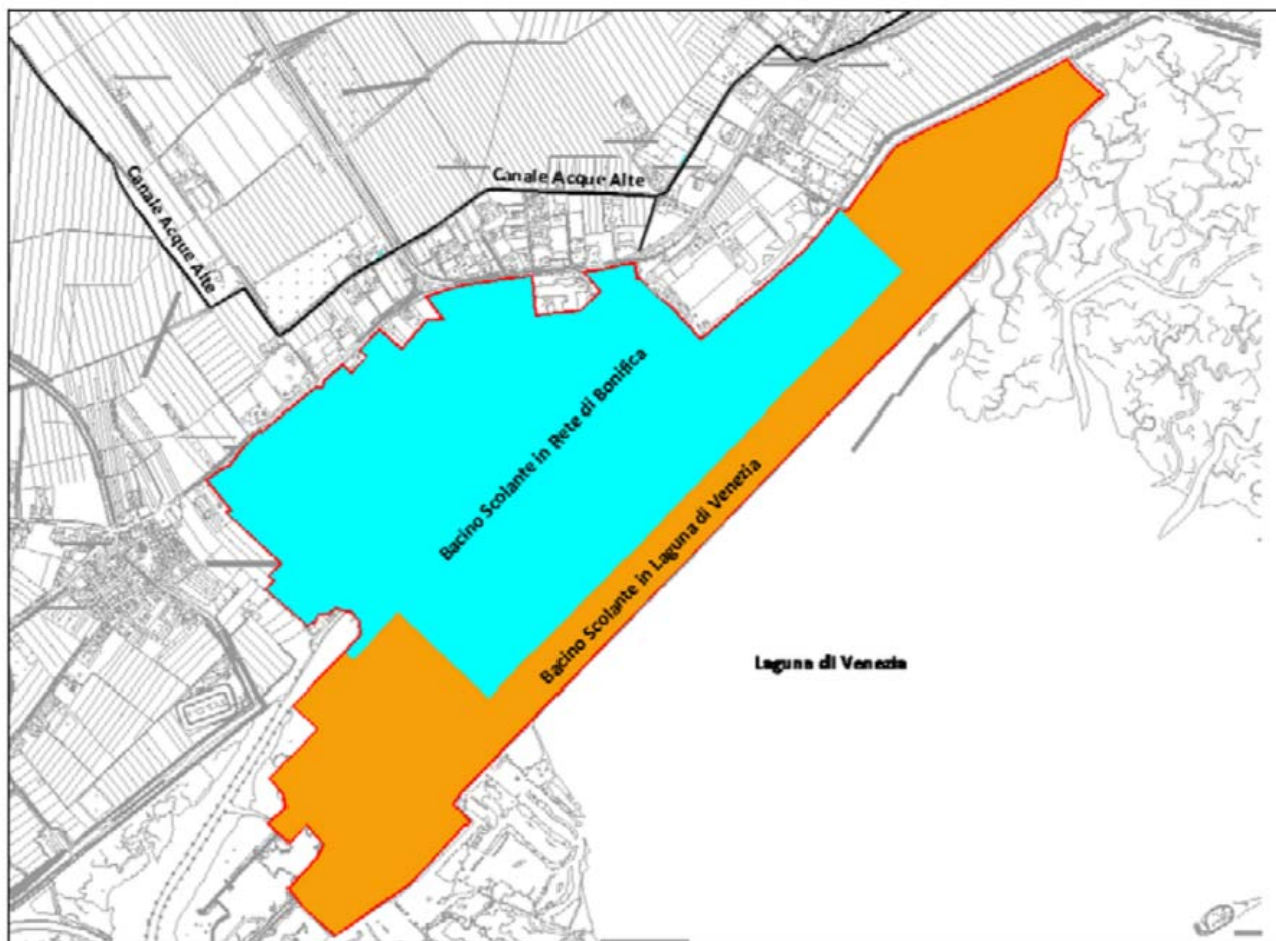 Canale Acque Alte
Canale Acque Alte
Bacino Scolante in Rete di Bonifica
Bacino Scolante in Laguna di Venezia
Laguna di Venezia